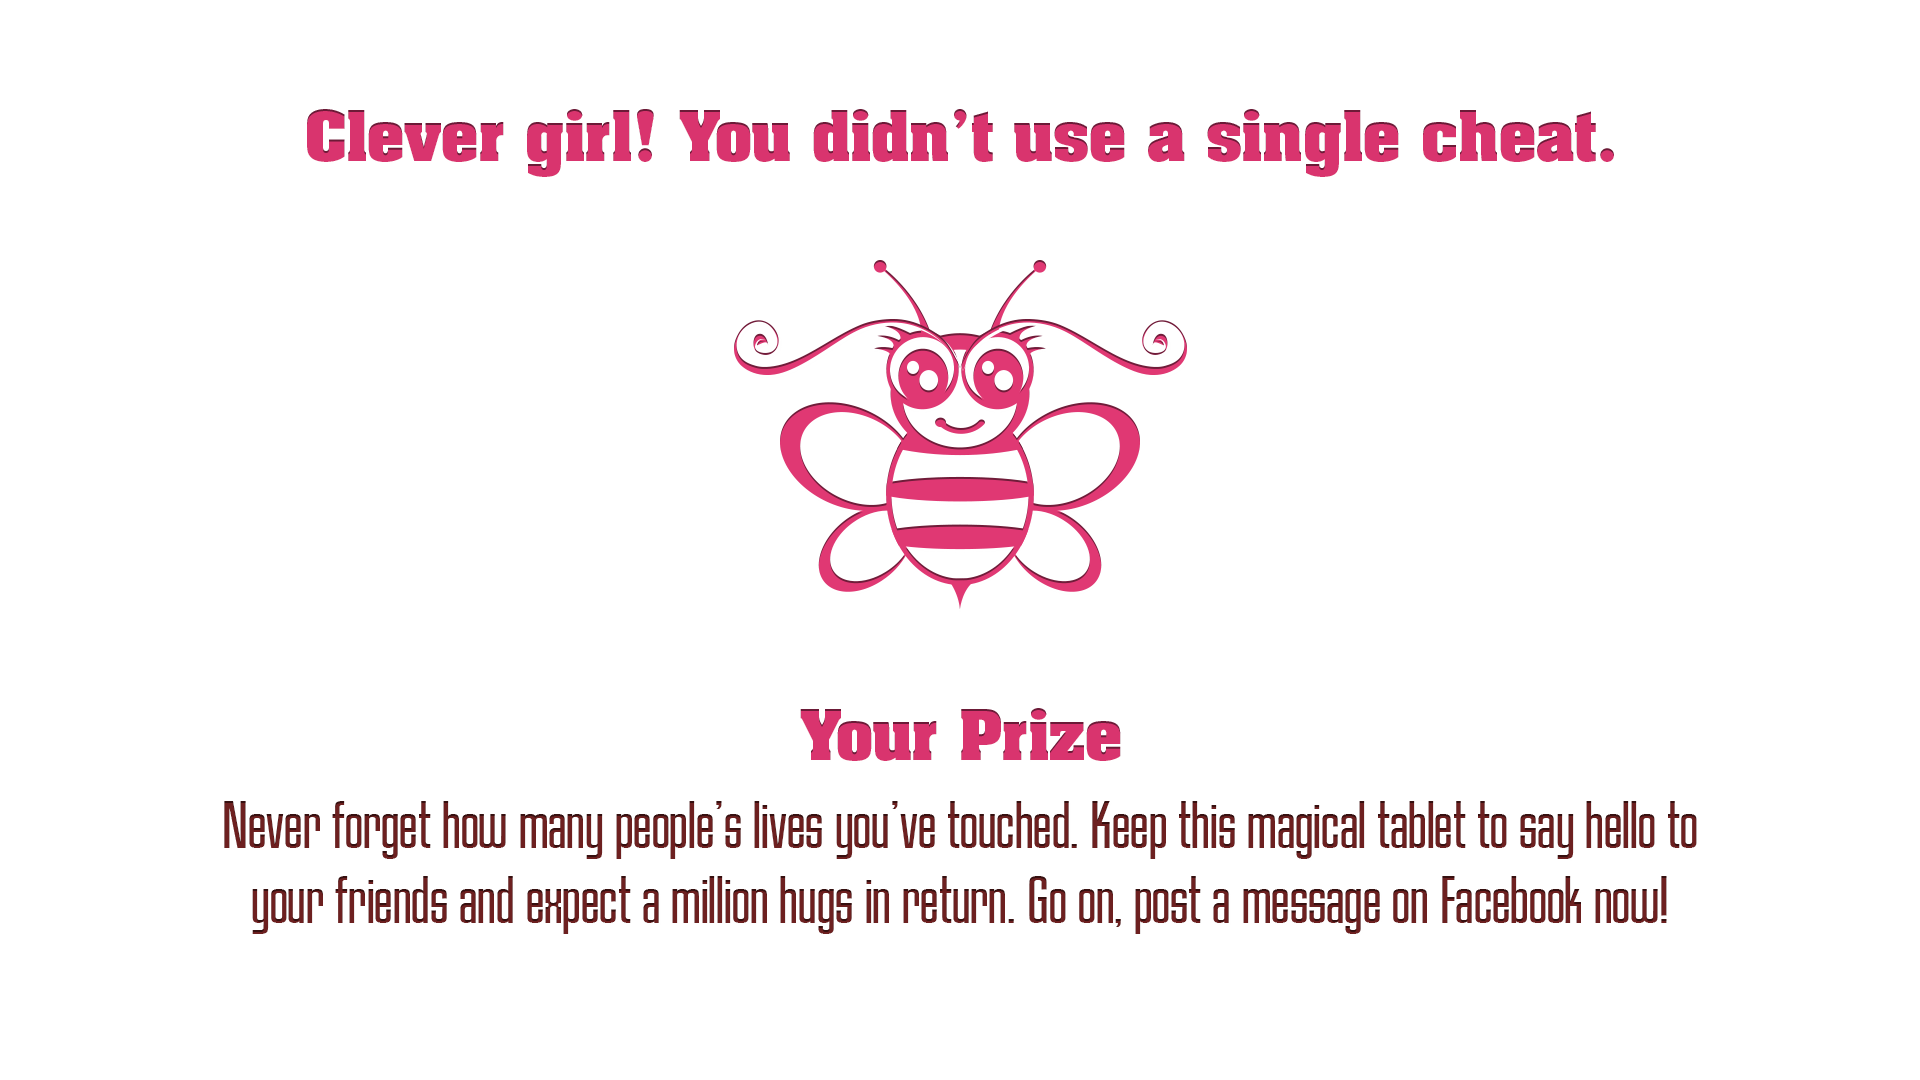 Clever girl! You didn’t use a single cheat.
Your Prize
Never forget how many people’s lives you’ve touched. Keep this magical tablet to say hello to
your friends and expect a million hugs in return. Go on, post a message on Facebook now!